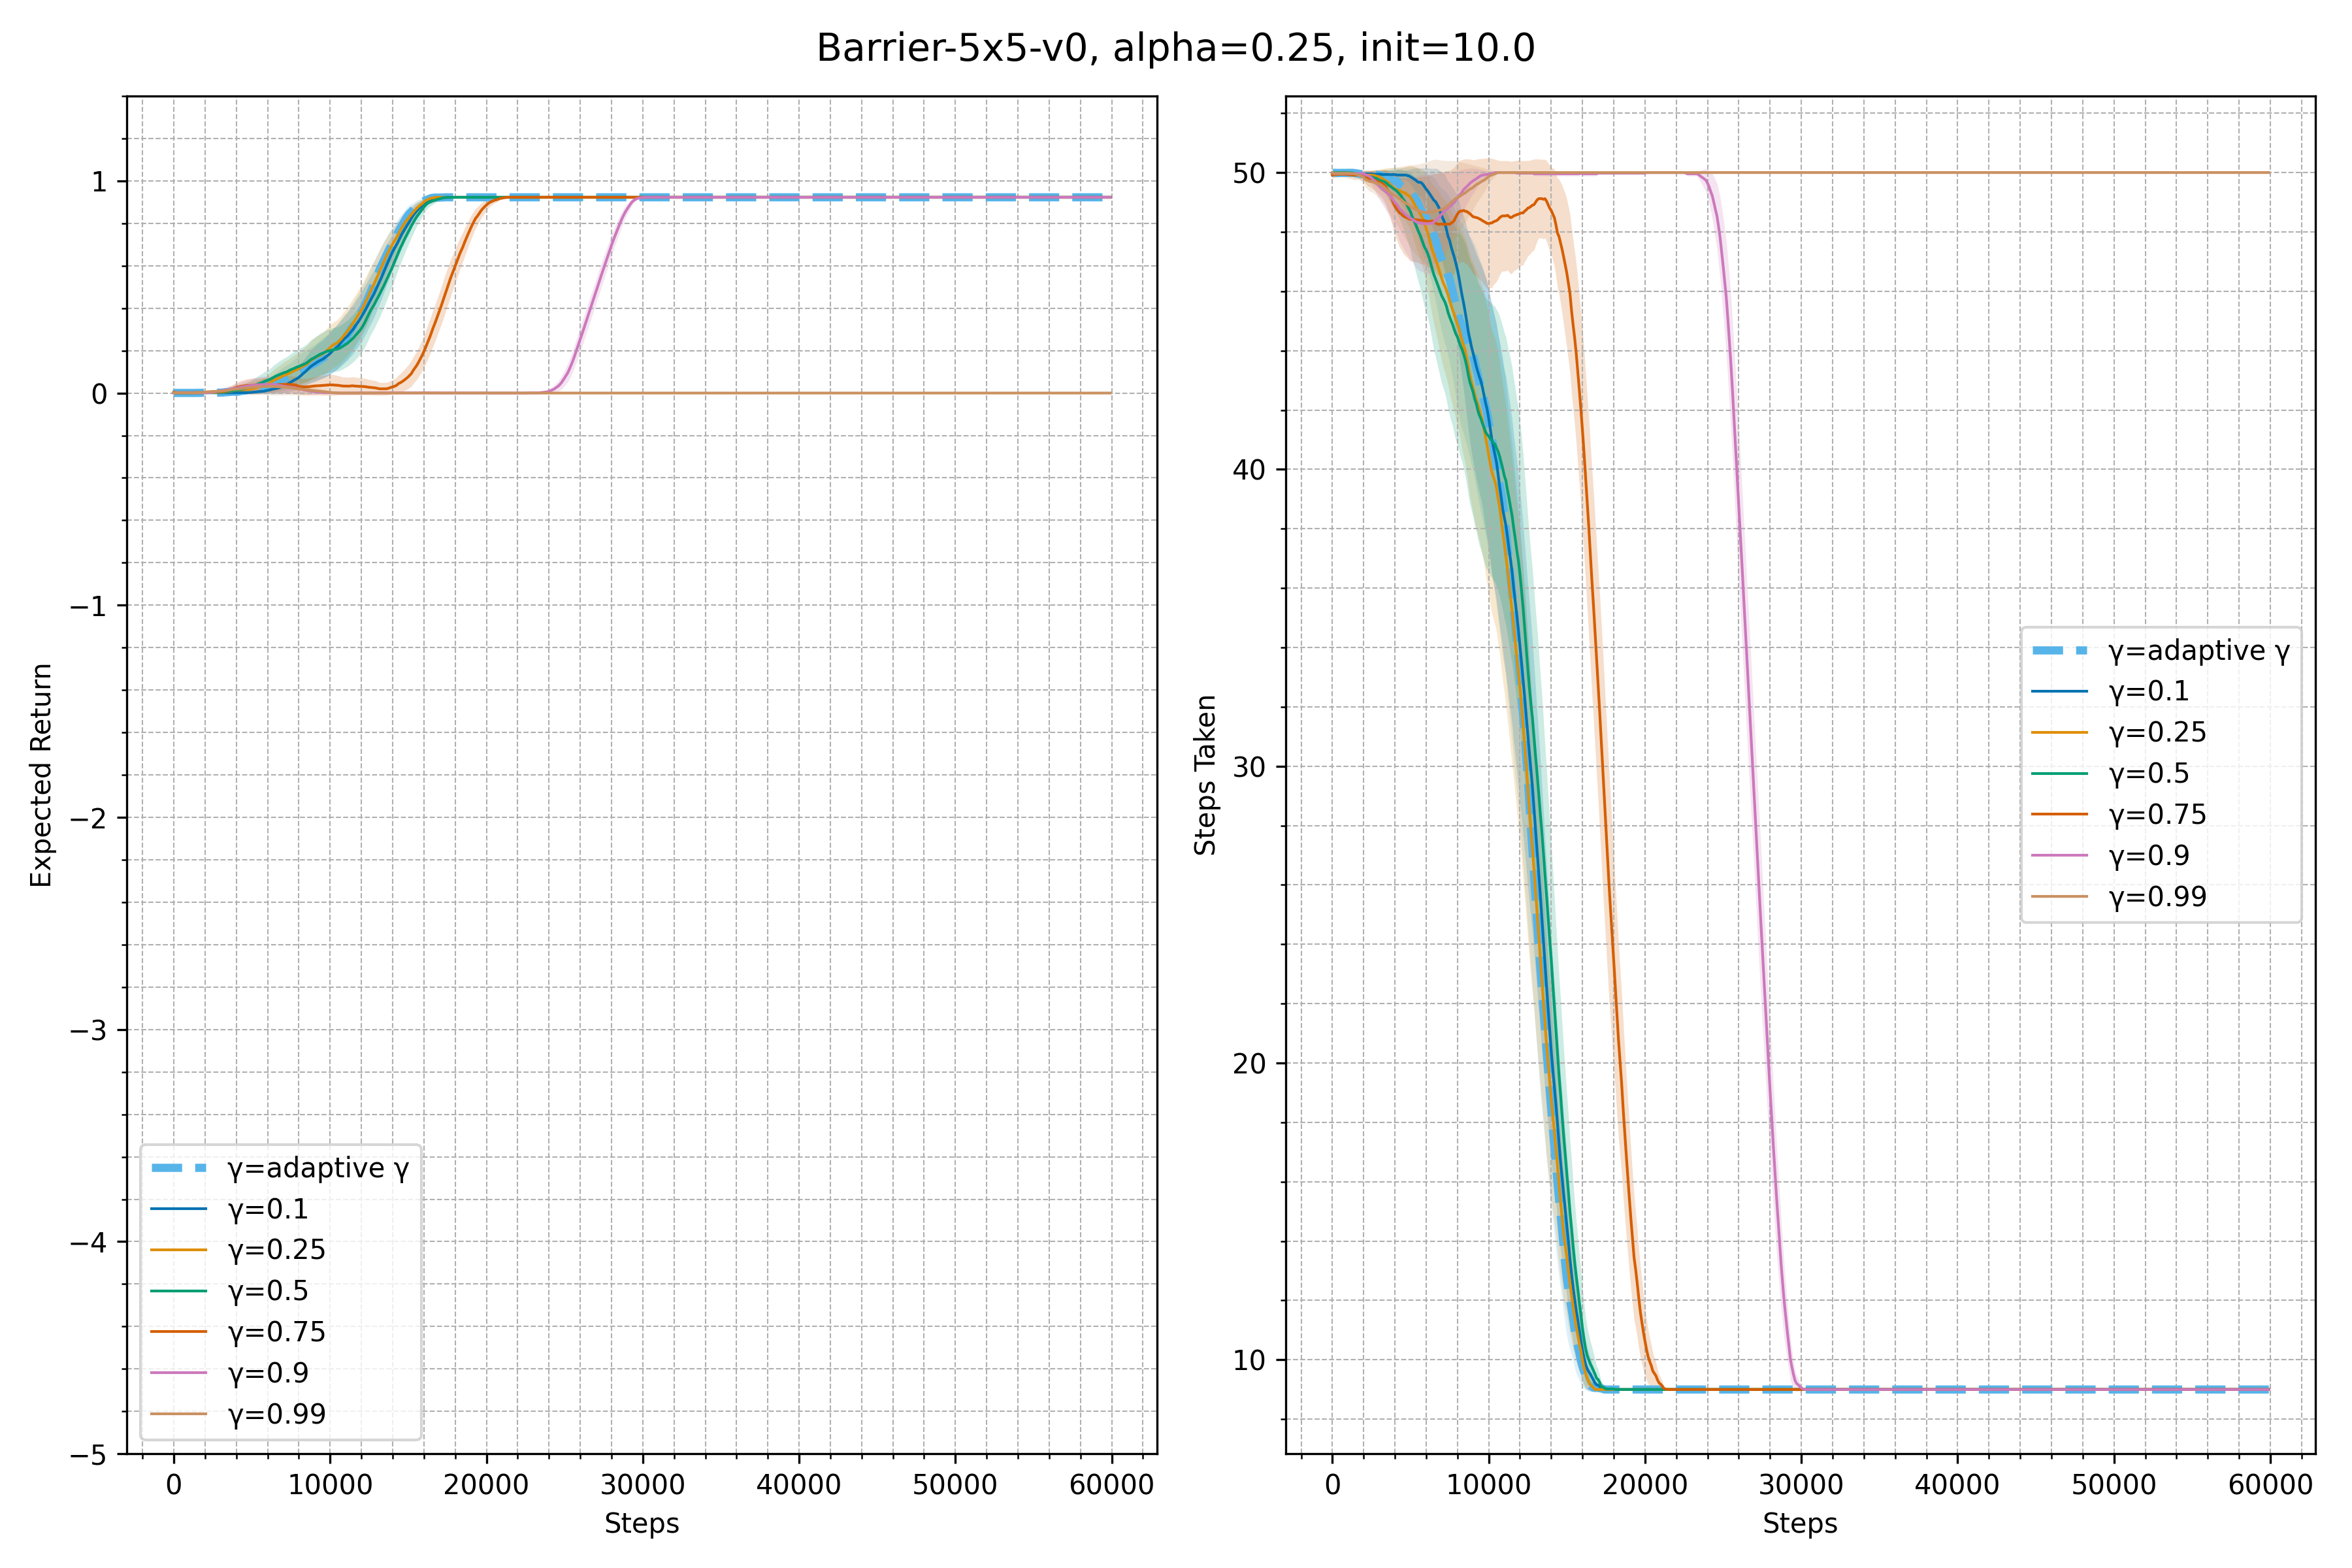 Barrier-5x5-v0, alpha=0.25, init=10.0
Expected Return
1
0
−1
−2
−3
−4
−5
γ=adaptive γ
γ=0.1
γ=0.25
γ=0.5
γ=0.75
γ=0.9
γ=0.99
0 10000 20000 30000 40000 50000 60000
Steps
Steps Taken
50
40
30
20
10
γ=adaptive γ
γ=0.1
γ=0.25
γ=0.5
γ=0.75
γ=0.9
γ=0.99
0 10000 20000 30000 40000 50000 60000
Steps